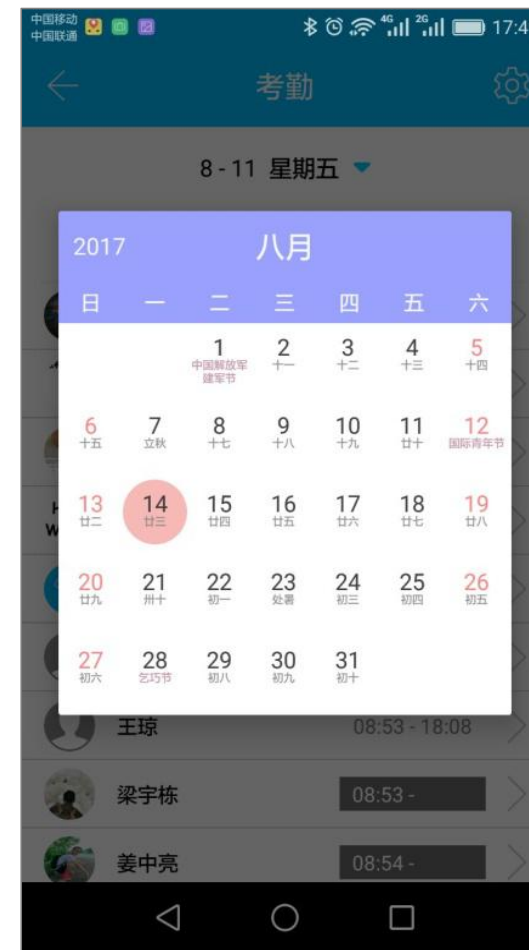 中国移动
中国联通
4G 2G 17:4
考勤
8 - 11 星期五
2017 八月
日 一 二 三 四 五 六
1 2 3 4 5
中国解放军
建军节 十一 十二 十三 十四
6 7 8 9 10 11 12
十五 立秋 十七 十八 十九 廿十 国际青年节
13 14 15 16 17 18 19
廿二 廿三 廿四 廿五 廿六 廿七 廿八
20 21 22 23 24 25 26
廿九 卅十 初一 处暑 初三 初四 初五
27 28 29 30 31
初六 乞巧节 初八 初九 初十
王琼 08:53 - 18:08
梁宇栋 08:53 -
姜中亮 08:54 -